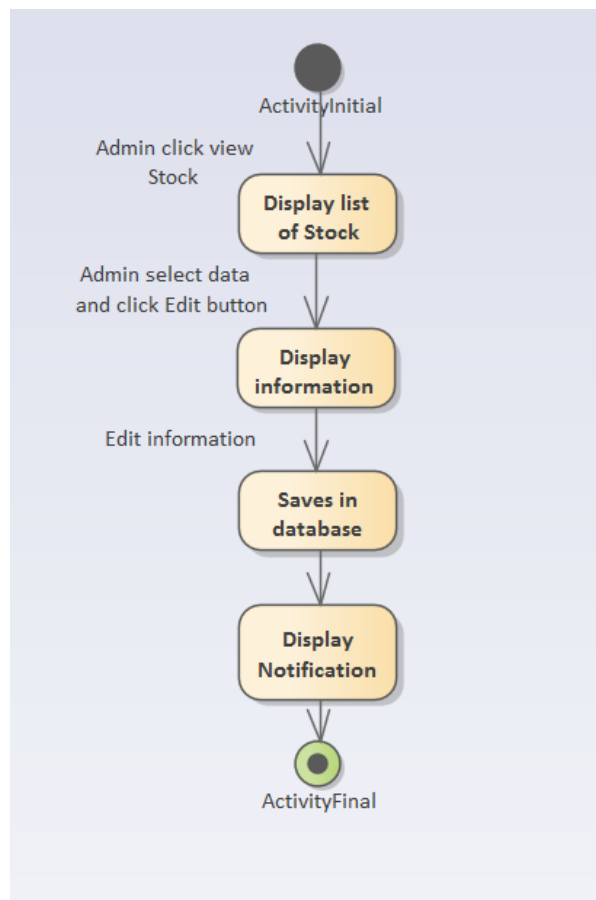 ActivityInitial
Admin click view
Stock
Display list
of Stock
Admin select data
and click Edit button
Display
information
Edit information
Saves in
database
Display
Notification
ActivityFinal